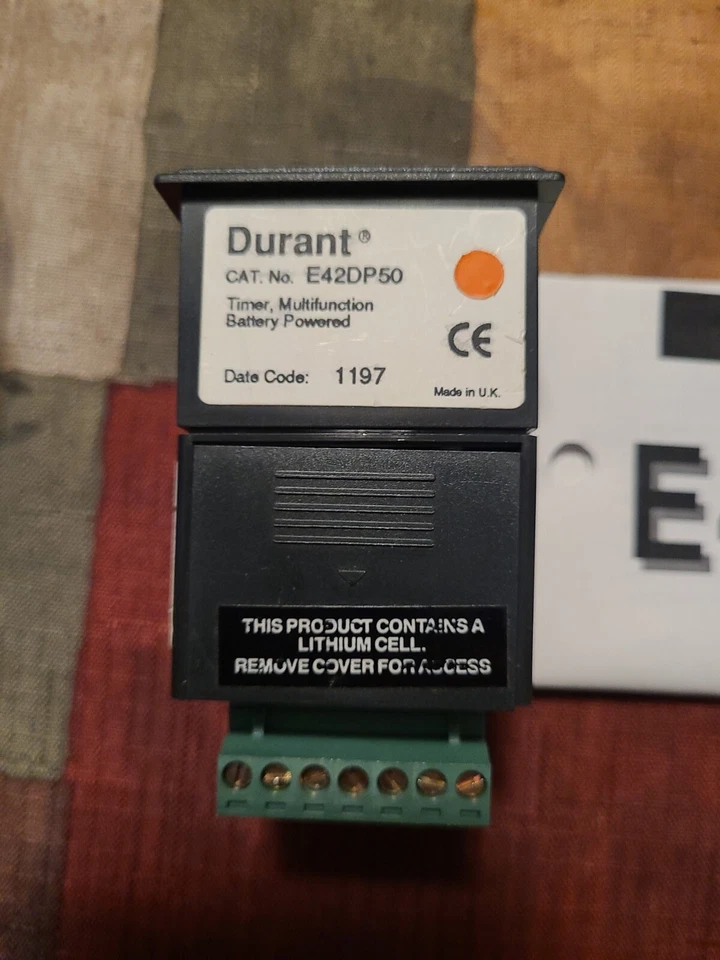 Durant®
CAT. No. E42DP50
Timer, Multifunction
Battery Powered
CE
Date Code: 1197
Made in U.K.
THIS PRODUCT CONTAINS A
LITHIUM CELL.
REMOVE COVER FOR ACCESS
E